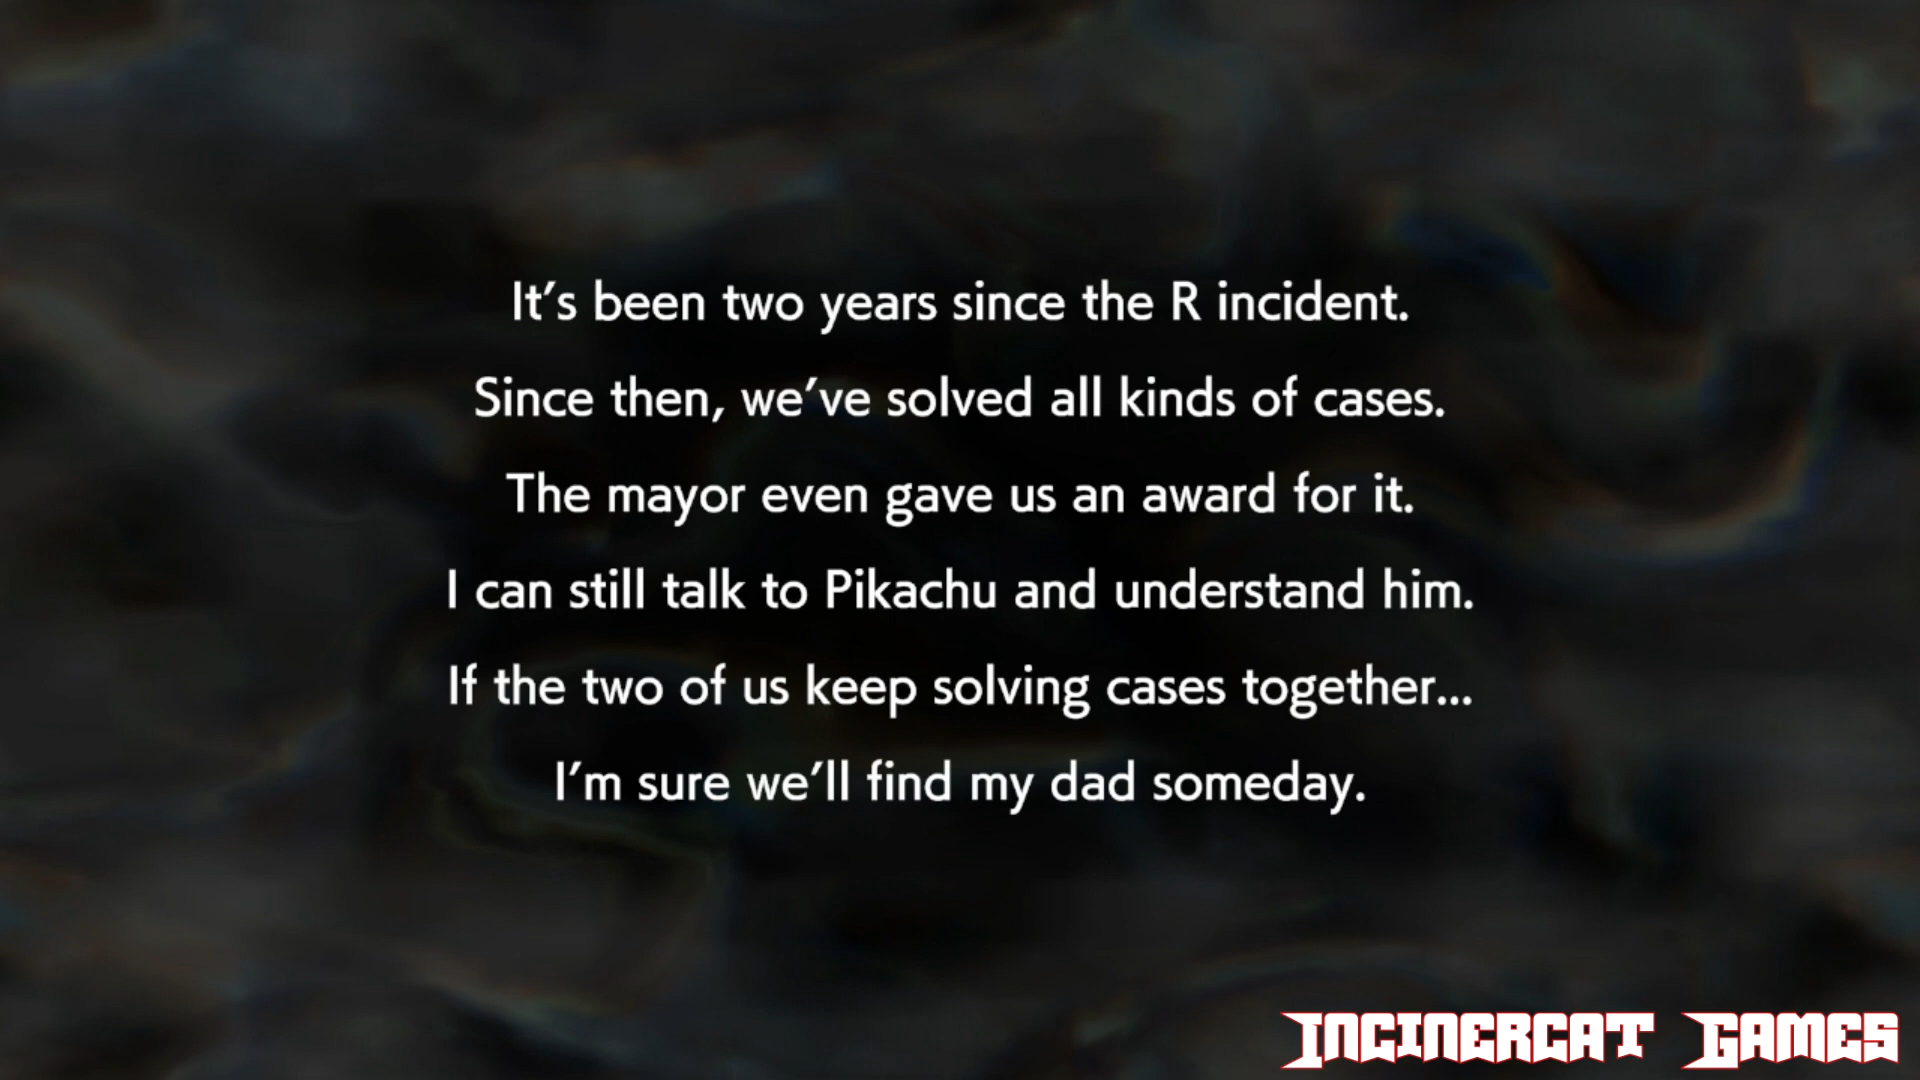 It’s been two years since the R incident.
Since then, we’ve solved all kinds of cases.
The mayor even gave us an award for it.
I can still talk to Pikachu and understand him.
If the two of us keep solving cases together...
I’m sure we’ll find my dad someday.
INCINERCAT GAMES